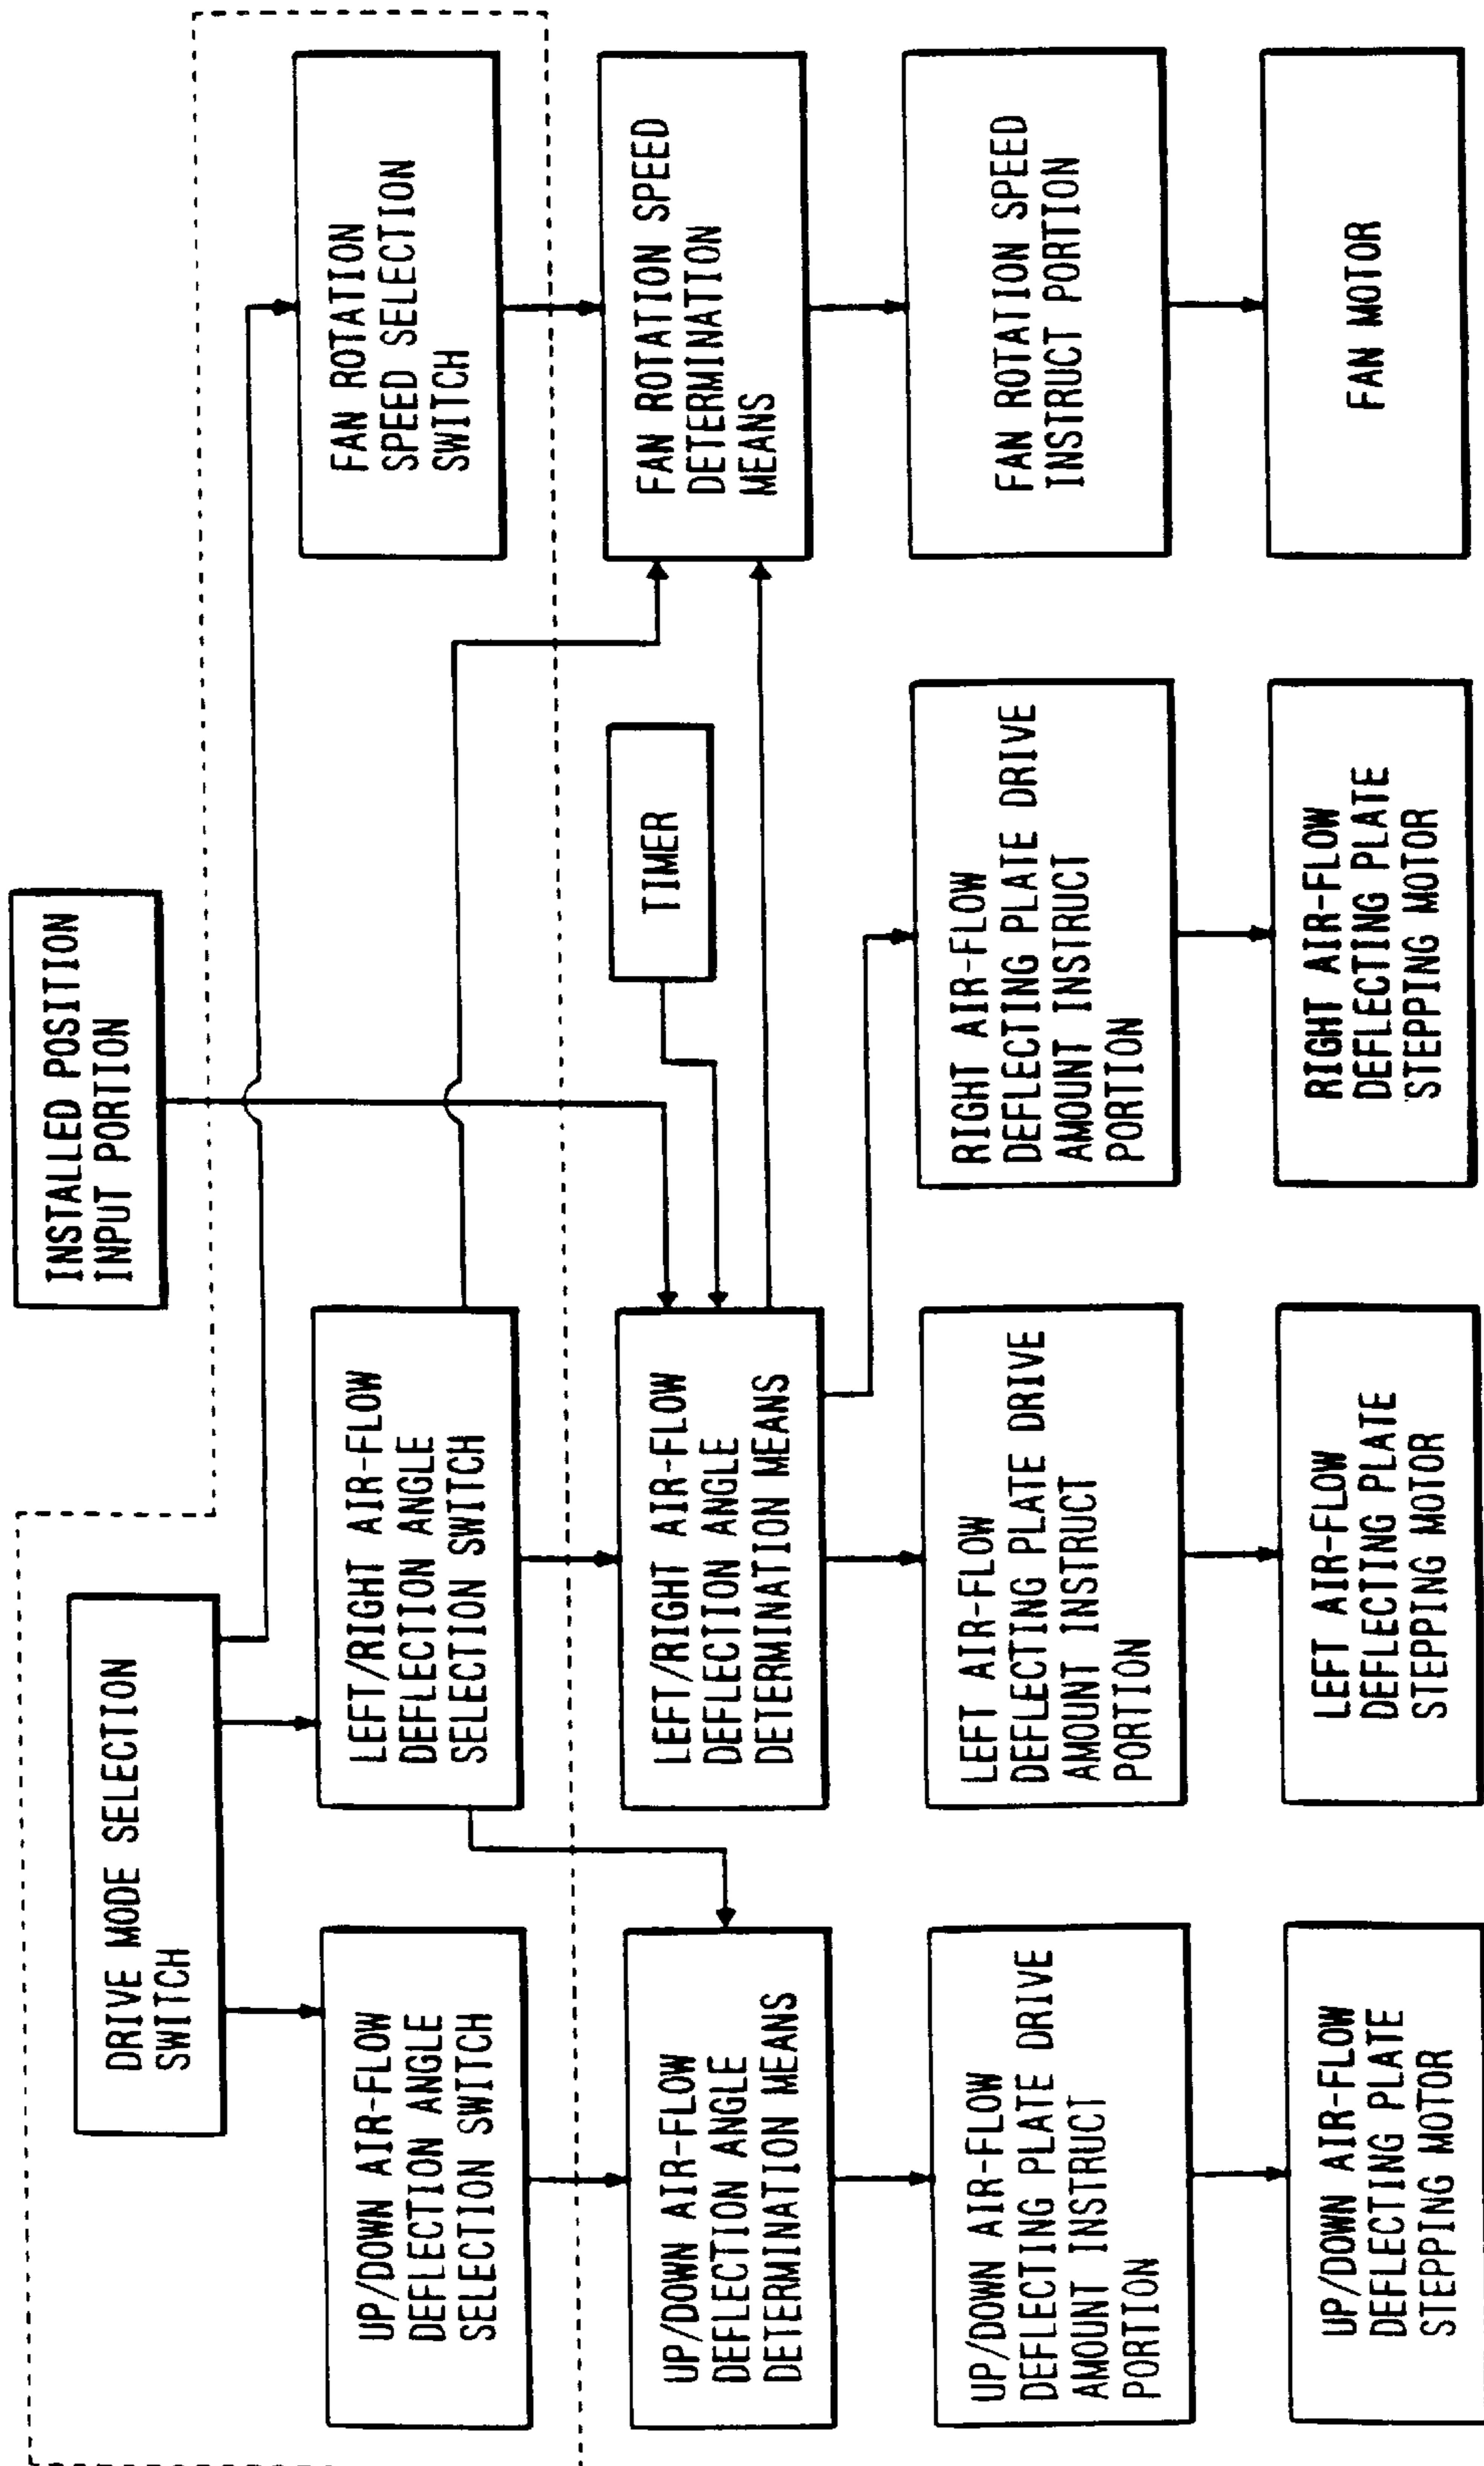 INSTALLED POSITION
INPUT PORTION
DRIVE MODE SELECTION
SWITCH
UP/DOWN AIR-FLOW
DEFLECTION ANGLE
SELECTION SWITCH
LEFT/RIGHT AIR-FLOW
DEFLECTION ANGLE
SELECTION SWITCH
FAN ROTATION
SPEED SELECTION
SWITCH
UP/DOWN AIR-FLOW
DEFLECTION ANGLE
DETERMINATION MEANS
LEFT/RIGHT AIR-FLOW
DEFLECTION ANGLE
DETERMINATION MEANS
TIMER
FAN ROTATION SPEED
DETERMINATION
MEANS
UP/DOWN AIR-FLOW
DEFLECTING PLATE DRIVE
AMOUNT INSTRUCT
PORTION
LEFT AIR-FLOW
DEFLECTING PLATE DRIVE
AMOUNT INSTRUCT
PORTION
RIGHT AIR-FLOW
DEFLECTING PLATE DRIVE
AMOUNT INSTRUCT
PORTION
FAN ROTATION SPEED
INSTRUCT PORTION
UP/DOWN AIR-FLOW
DEFLECTING PLATE
STEPPING MOTOR
LEFT AIR-FLOW
DEFLECTING PLATE
STEPPING MOTOR
RIGHT AIR-FLOW
DEFLECTING PLATE
STEPPING MOTOR
FAN MOTOR